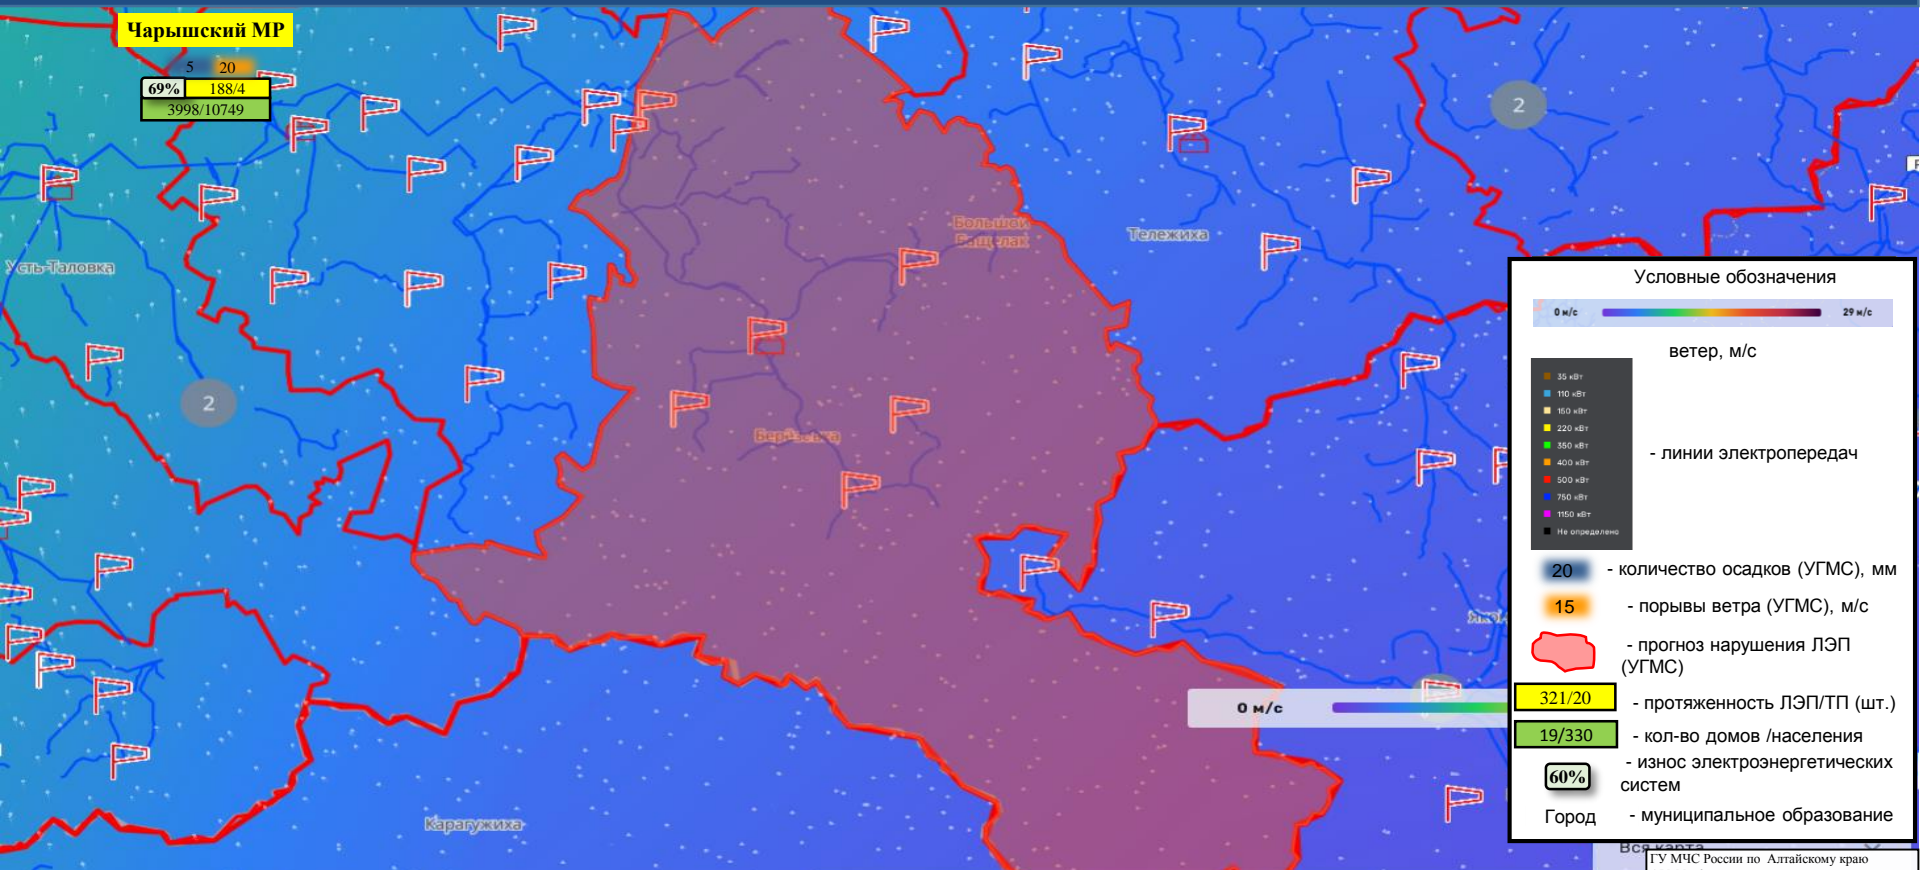 Чарышский МР
5 20
69% 188/4
3998/10749
2
Большой
Бащелак
Тележиха
Усть-Таловка
2
Берёзовка
Карагужиха
0 м/с
Условные обозначения
0 м/с 29 м/с
ветер, м/с
35 кВт
110 кВт
150 кВт
220 кВт
350 кВт
400 кВт
500 кВт
750 кВт
1150 кВт
Не определено
- линии электропередач
20 - количество осадков (УГМС), мм
15 - порывы ветра (УГМС), м/с
- прогноз нарушения ЛЭП
(УГМС)
321/20 - протяженность ЛЭП/ТП (шт.)
19/330 - кол-во домов /населения
60% - износ электроэнергетических
систем
Город - муниципальное образование
Вся карта
ГУ МЧС России по Алтайскому краю